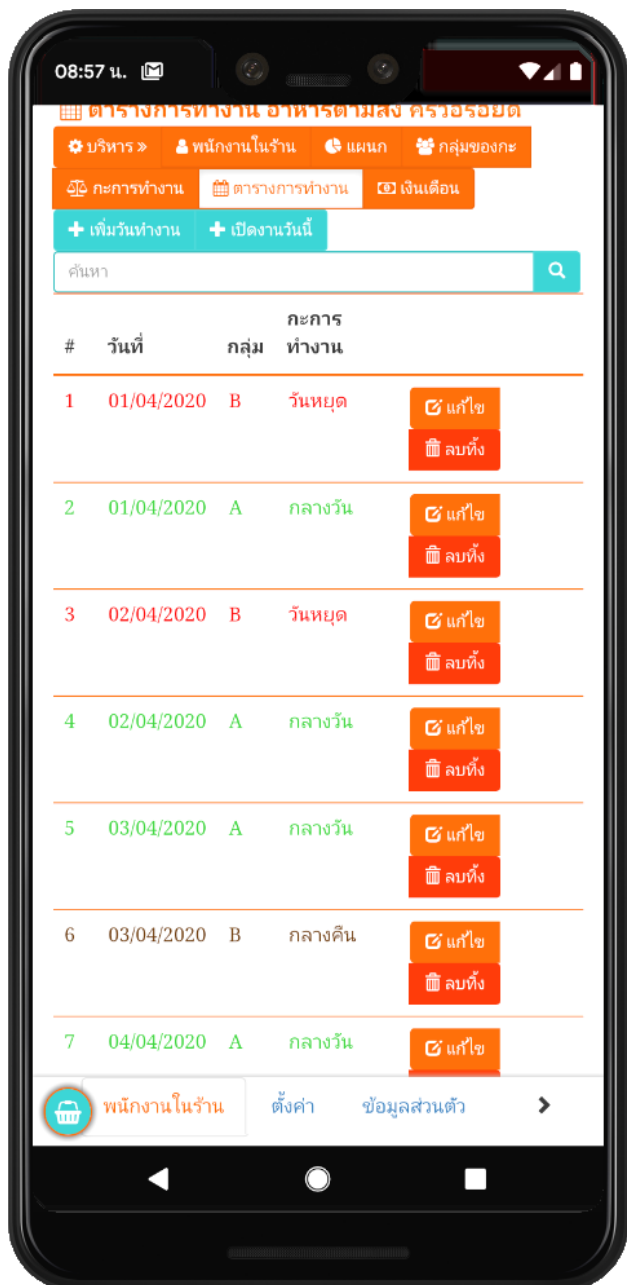 08:57 น.
ตารางการทำงาน อาหารตามสั่ง ครัวอร่อยดี
บริหาร » พนักงานในร้าน แผนก กลุ่มของกะ
กะการทำงาน ตารางการทำงาน เงินเดือน
เพิ่มวันทำงาน เปิดงานวันนี้
ค้นหา
# วันที่ กลุ่ม กะการ
ทำงาน
1 01/04/2020 B วันหยุด แก้ไข
ลบทิ้ง
2 01/04/2020 A กลางวัน แก้ไข
ลบทิ้ง
3 02/04/2020 B วันหยุด แก้ไข
ลบทิ้ง
4 02/04/2020 A กลางวัน แก้ไข
ลบทิ้ง
5 03/04/2020 A กลางวัน แก้ไข
ลบทิ้ง
6 03/04/2020 B กลางคืน แก้ไข
ลบทิ้ง
7 04/04/2020 A กลางวัน แก้ไข
พนักงานในร้าน ตั้งค่า ข้อมูลส่วนตัว